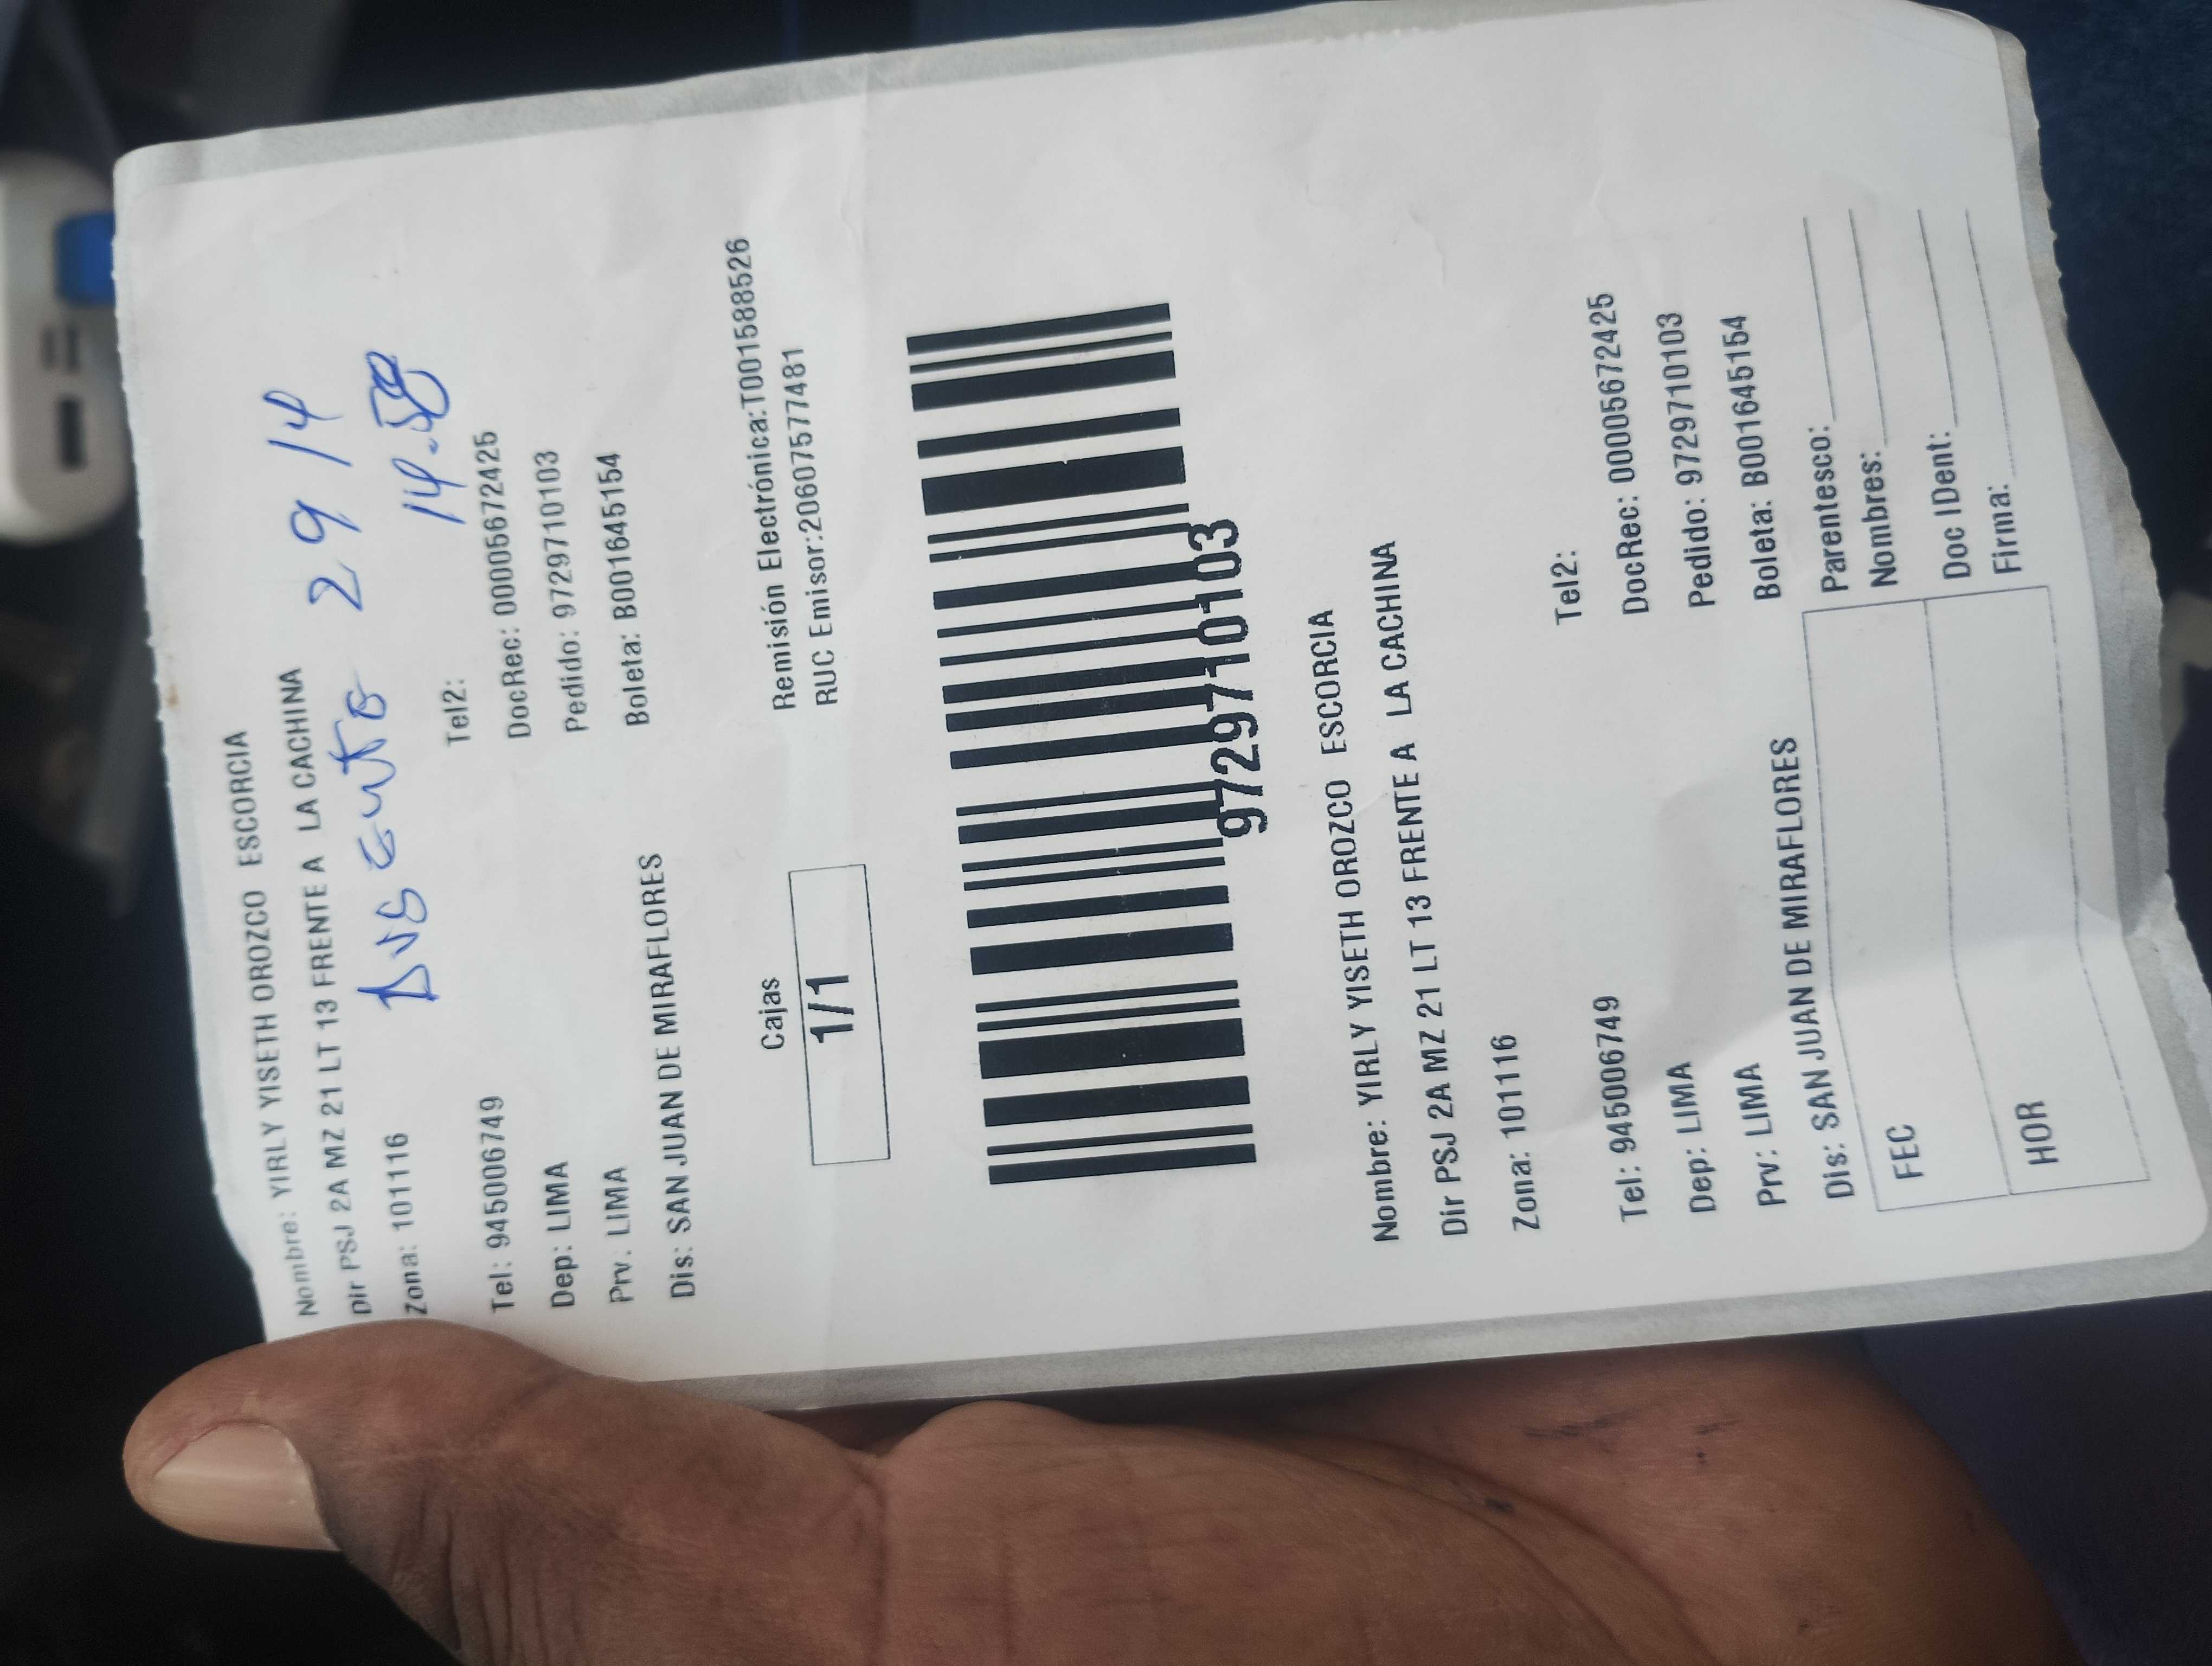 Nombre: YIRLY YISETH OROZCO ESCORCIA
Dir PSJ 2A MZ 21 LT 13 FRENTE A LA CACHINA
Zona: 101116
Ausente 29/4
14.58
Tel: 945006749
Tel2:
Dep: LIMA
DocRec: 00005672425
Prv: LIMA
Pedido: 972971010​3
Dis: SAN JUAN DE MIRAFLORES
Boleta: B001645154
Cajas
1/1
Remisión Electrónica:T001588526
RUC Emisor:20607577481
9729710103
Nombre: YIRLY YISETH OROZCO ESCORCIA
Dir PSJ 2A MZ 21 LT 13 FRENTE A LA CACHINA
Zona: 101116
Tel: 945006749
Tel2:
Dep: LIMA
DocRec: 00005672425
Prv: LIMA
Pedido: 9729710103
Dis: SAN JUAN DE MIRAFLORES
Boleta: B001645154
FEC
Parentesco:
Nombres:
HOR
Doc IDent:
Firma: